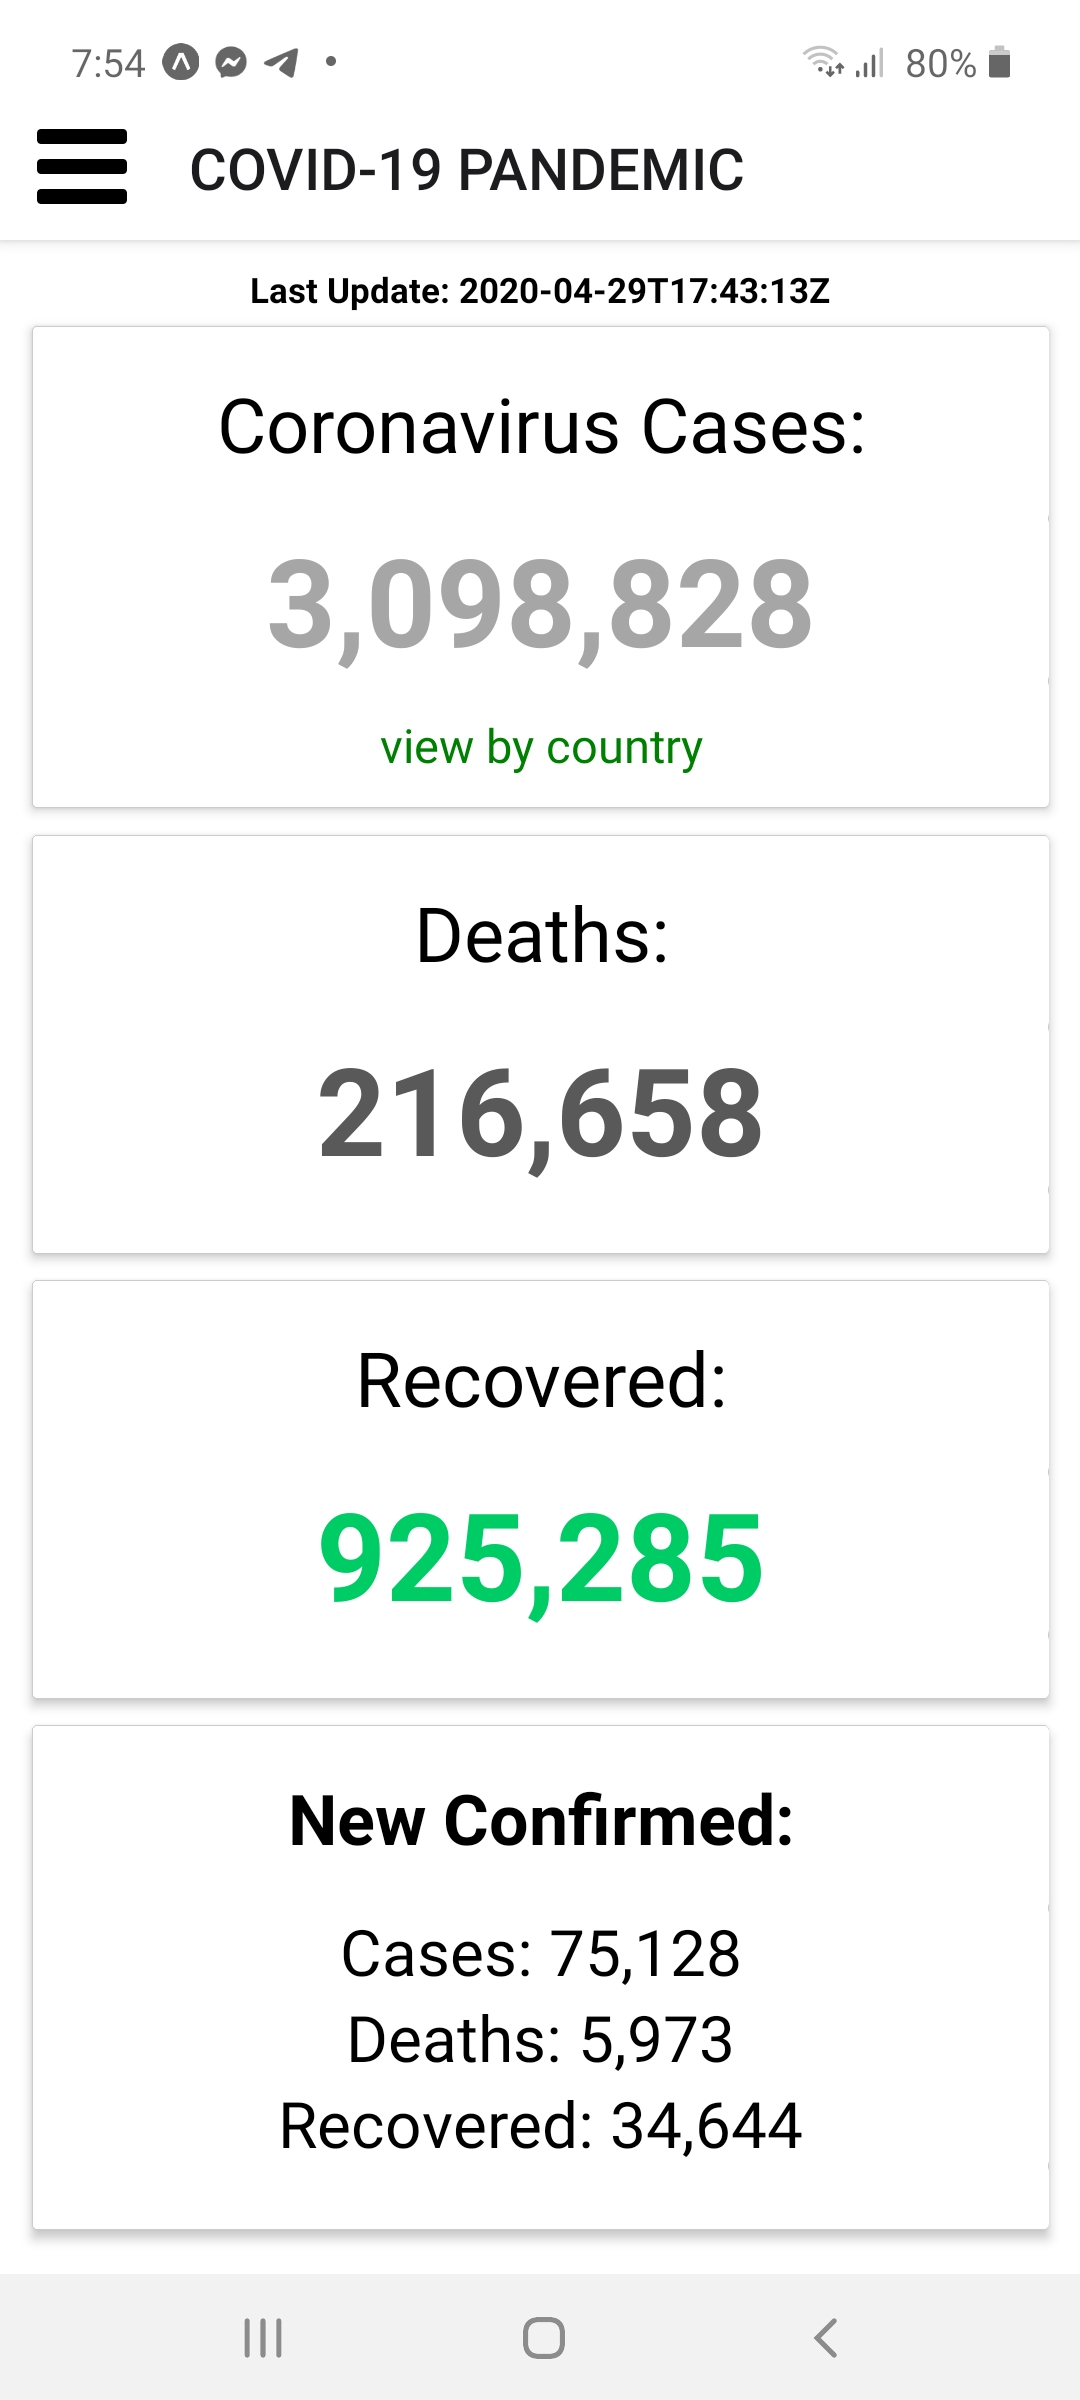 7:54
80%
COVID-19 PANDEMIC
Last Update: 2020-04-29T17:43:13Z
Coronavirus Cases:
3,098,828
view by country
Deaths:
216,658
Recovered:
925,285
New Confirmed:
Cases: 75,128
Deaths: 5,973
Recovered: 34,644